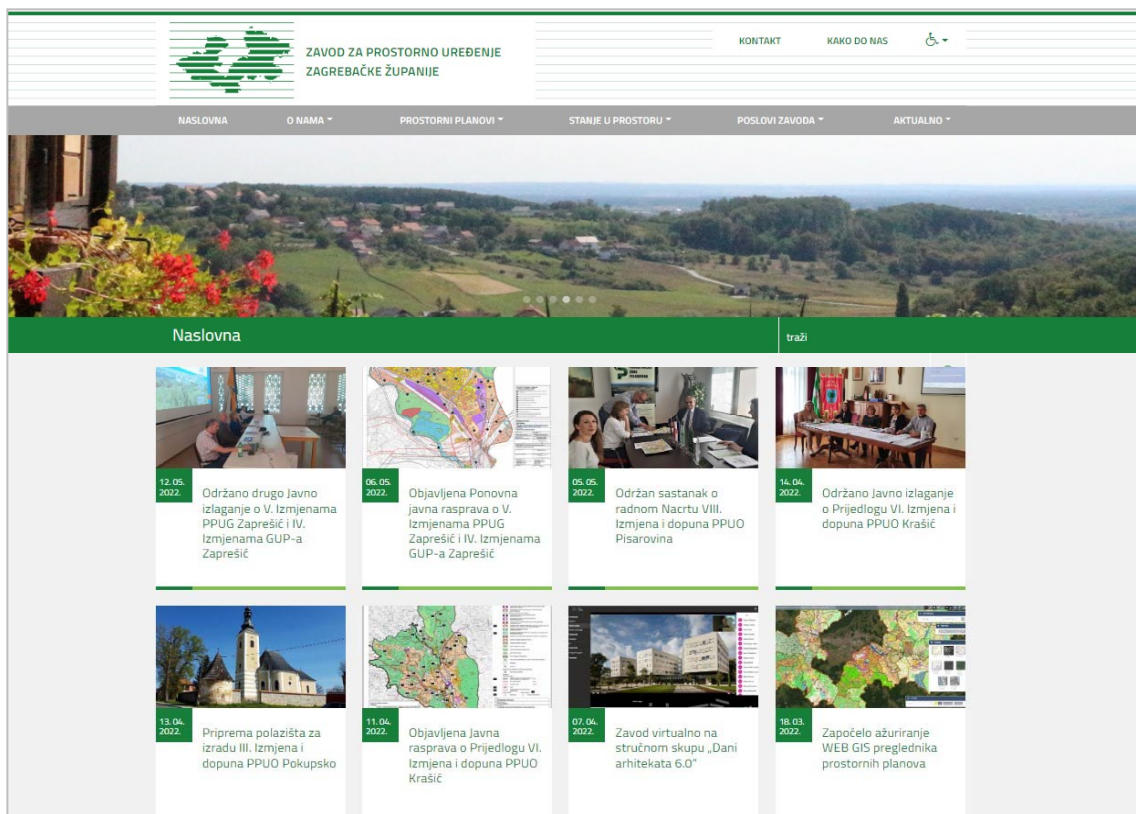 ZAVOD ZA PROSTORNO UREĐENJE
ZAGREBAČKE ŽUPANIJE
KONTAKT
KAKO DO NAS
NASLOVNA
O NAMA
PROSTORNI PLANOVI
STANJE U PROSTORU
POSLOVI ZAVODA
AKTUALNO
Naslovna
traži
12. 05.
2022.
Održano drugo Javno
izlaganje o V. Izmjenama
PPUG Zaprešić i IV.
Izmjenama GUP-a
Zaprešić
06. 05.
2022.
Objavljena Ponovna
javna rasprava o V.
Izmjenama PPUG
Zaprešić i IV. Izmjenama
GUP-a Zaprešić
05. 05.
2022.
Održan sastanak o
radnom Nacrtu VIII.
Izmjena i dopuna PPUO
Pisarovina
14. 04.
2022.
Održano Javno izlaganje
o Prijedlogu VI. Izmjena i
dopuna PPUO Krašić
13. 04.
2022.
Priprema polazišta za
izradu III. Izmjena i
dopuna PPUO Pokupsko
11. 04.
2022.
Objavljena Javna
rasprava o Prijedlogu VI.
Izmjena i dopuna PPUO
Krašić
07. 04.
2022.
Zavod virtualno na
stručnom skupu „Dani
arhitekata 6.0“
18. 03.
2022.
Započelo ažuriranje
WEB GIS preglednika
prostornih planova